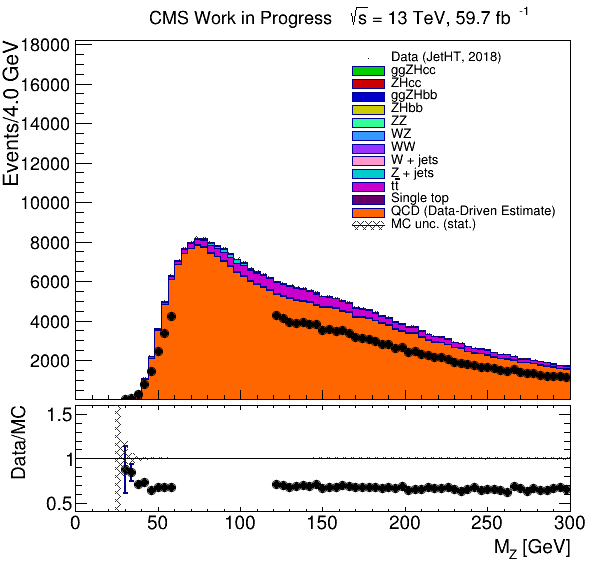 CMS Work in Progress √s = 13 TeV, 59.7 fb⁻¹
Events/4.0 GeV
18000
16000
14000
12000
10000
8000
6000
4000
2000
Data (JetHT, 2018)
ggZHcc
ZHcc
ggZHbb
ZHbb
ZZ
WZ
WW
W + jets
Z + jets
tt̅
Single top
QCD (Data-Driven Estimate)
MC unc. (stat.)
Data/MC
1.5
1
0.5
0 50 100 150 200 250 300
M_Z [GeV]